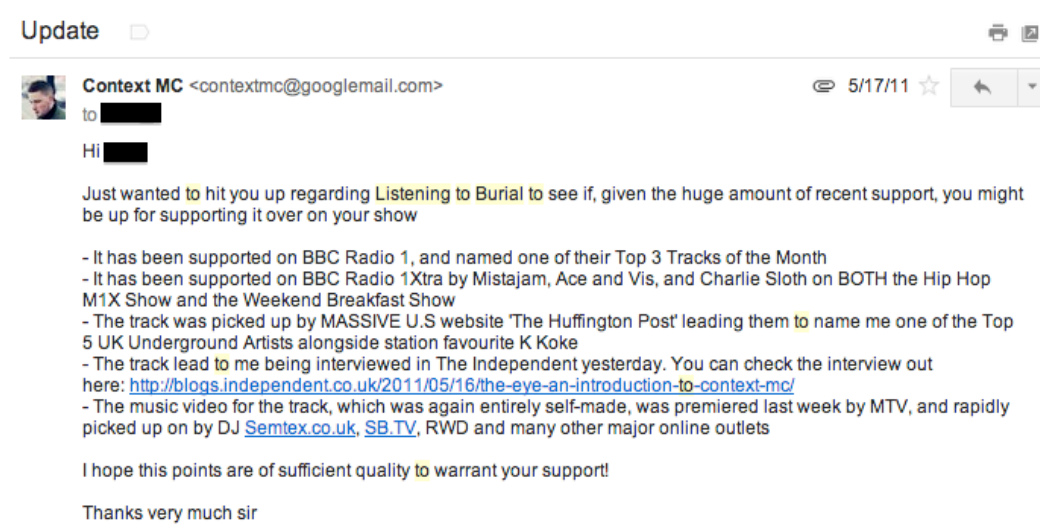 Update
Context MC <contextmc@googlemail.com>
5/17/11
to
Hi
Just wanted to hit you up regarding Listening to Burial to see if, given the huge amount of recent support, you might
be up for supporting it over on your show
- It has been supported on BBC Radio 1, and named one of their Top 3 Tracks of the Month
- It has been supported on BBC Radio 1Xtra by Mistajam, Ace and Vis, and Charlie Sloth on BOTH the Hip Hop
M1X Show and the Weekend Breakfast Show
- The track was picked up by MASSIVE U.S website 'The Huffington Post' leading them to name me one of the Top
5 UK Underground Artists alongside station favourite K Koke
- The track lead to me being interviewed in The Independent yesterday. You can check the interview out
here: http://blogs.independent.co.uk/2011/05/16/the-eye-an-introduction-to-context-mc/
- The music video for the track, which was again entirely self-made, was premiered last week by MTV, and rapidly
picked up on by DJ Semtex.co.uk, SB.TV, RWD and many other major online outlets
I hope this points are of sufficient quality to warrant your support!
Thanks very much sir